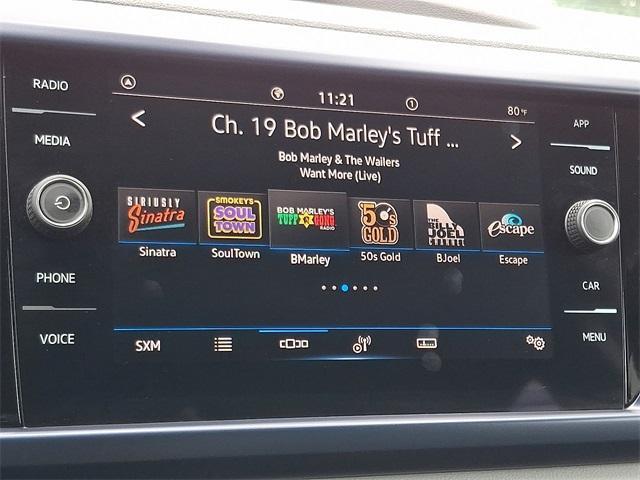 RADIO
MEDIA
PHONE
VOICE
11:21
1
80 °F
Ch. 19 Bob Marley's Tuff ...
Bob Marley & The Wailers
Want More (Live)
SIRIUSLY
Sinatra
SMOKEY'S
SOUL
TOWN
BOB MARLEY'S
TUFF GONG
RADIO
50s
GOLD
THE
BILLY
JOEL
CHANNEL
escape
Sinatra
SoulTown
BMarley
50s Gold
BJoel
Escape
SXM
APP
SOUND
CAR
MENU